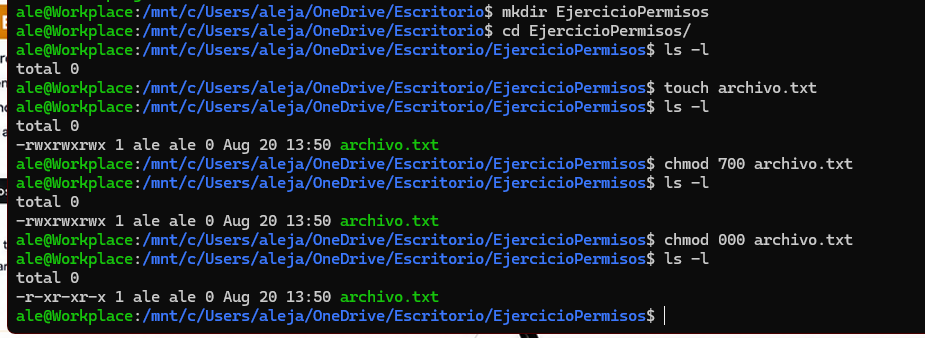 ale@Workplace:/mnt/c/Users/aleja/OneDrive/Escritorio$ mkdir EjercicioPermisos
ale@Workplace:/mnt/c/Users/aleja/OneDrive/Escritorio$ cd EjercicioPermisos/
ale@Workplace:/mnt/c/Users/aleja/OneDrive/Escritorio/EjercicioPermisos$ ls -l
total 0
ale@Workplace:/mnt/c/Users/aleja/OneDrive/Escritorio/EjercicioPermisos$ touch archivo.txt
ale@Workplace:/mnt/c/Users/aleja/OneDrive/Escritorio/EjercicioPermisos$ ls -l
total 0
-rwxrwxrwx 1 ale ale 0 Aug 20 13:50 archivo.txt
ale@Workplace:/mnt/c/Users/aleja/OneDrive/Escritorio/EjercicioPermisos$ chmod 700 archivo.txt
ale@Workplace:/mnt/c/Users/aleja/OneDrive/Escritorio/EjercicioPermisos$ ls -l
total 0
-rwxrwxrwx 1 ale ale 0 Aug 20 13:50 archivo.txt
ale@Workplace:/mnt/c/Users/aleja/OneDrive/Escritorio/EjercicioPermisos$ chmod 000 archivo.txt
ale@Workplace:/mnt/c/Users/aleja/OneDrive/Escritorio/EjercicioPermisos$ ls -l
total 0
-r-xr-xr-x 1 ale ale 0 Aug 20 13:50 archivo.txt
ale@Workplace:/mnt/c/Users/aleja/OneDrive/Escritorio/EjercicioPermisos$